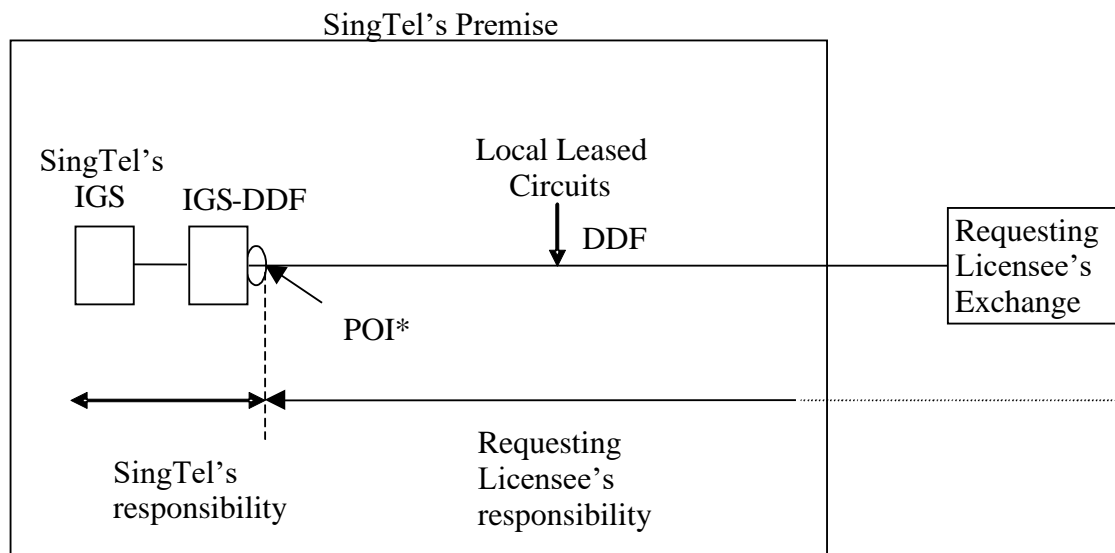 SingTel's Premise
SingTel's
IGS
IGS-DDF
Local Leased
Circuits
DDF
POI*
Requesting
Licensee's
Exchange
SingTel's
responsibility
Requesting
Licensee's
responsibility